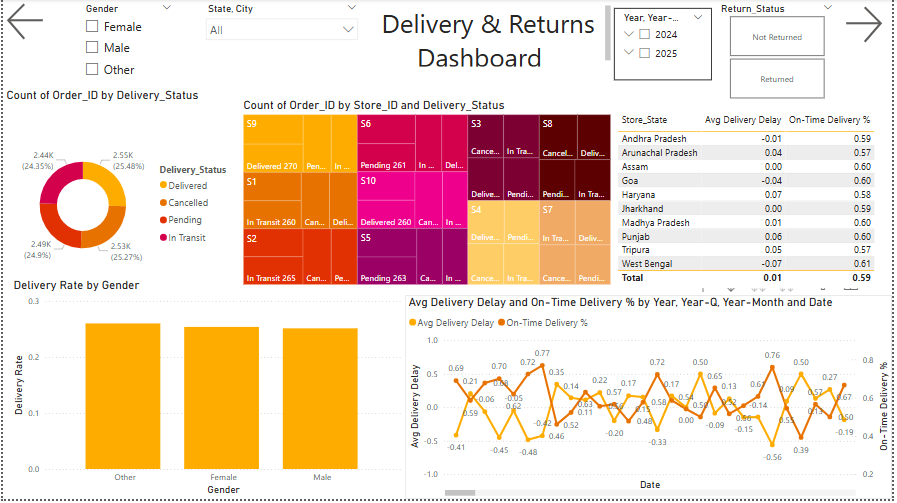 Gender
Female
Male
Other
State, City
All
Delivery & Returns
Dashboard
Year, Year-...
2024
2025
Return_Status
Not Returned
Returned
Count of Order_ID by Delivery_Status
2.44K
(24.35%)
2.55K
(25.48%)
2.49K
(24.9%)
2.53K
(25.27%)
Delivery_Status
Delivered
Cancelled
Pending
In Transit
Count of Order_ID by Store_ID and Delivery_Status
S9
Delivered 270
Pen...
In ...
S1
In Transit 260
Can...
Deli...
S2
In Transit 265
Can...
Pe...
S6
Pending 261
In ...
Del...
S10
Delivered 260
Can...
In ...
S5
Pending 263
Ca...
In ...
S3
Cance...
In Tra...
Delive...
Pendi...
S8
Cance...
Deliv...
Pendi...
In Tra...
S4
Delive...
Pendi...
Cance...
In Tra...
S7
In Tra...
Deliv...
Cance...
Pendi...
Store_State Avg Delivery Delay On-Time Delivery %
Andhra Pradesh -0.01 0.59
Arunachal Pradesh 0.04 0.57
Assam 0.00 0.60
Goa -0.04 0.60
Haryana 0.07 0.58
Jharkhand 0.00 0.59
Madhya Pradesh 0.01 0.60
Punjab 0.06 0.60
Tripura 0.05 0.57
West Bengal -0.07 0.61
Total 0.01 0.59
Delivery Rate by Gender
Delivery Rate
0.3
0.2
0.1
0.0
Other
Female
Male
Gender
Avg Delivery Delay and On-Time Delivery % by Year, Year-Q, Year-Month and Date
Avg Delivery Delay
On-Time Delivery %
Avg Delivery Delay
1.0
0.5
0.0
-0.5
-1.0
0.69
0.21
0.70
0.72
0.77
0.35
0.14
0.22
0.17
0.72
0.17
0.54
0.50
0.65
0.13
0.61
0.76
0.09
0.50
0.57
0.27
0.67
-0.41
0.59
-0.06
-0.45
0.62
-0.05
-0.48
-0.42
0.46
0.52
0.63
0.11
0.57
-0.20
0.15
0.48
-0.33
0.58
0.00
0.50
-0.09
0.52
-0.15
-0.14
-0.56
0.53
0.39
0.13
0.50
-0.19
0.8
0.6
0.4
0.2
On-Time Delivery %
Date